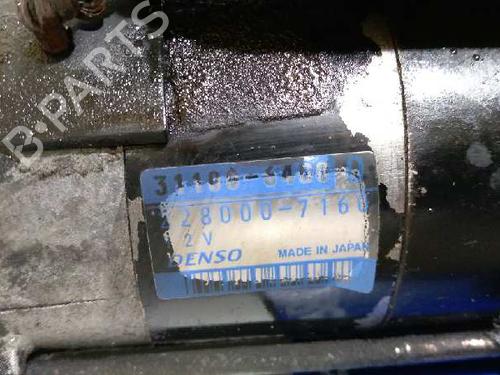 B-PARTS
228000-7160
12V
DENSO MADE IN JAPAN